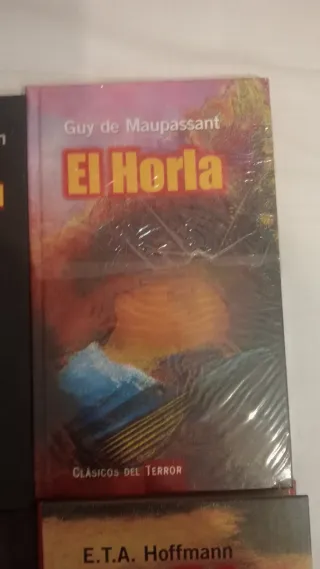 Guy de Maupassant
El Horla
CLÁSICOS DEL TERROR
E.T.A. Hoffmann